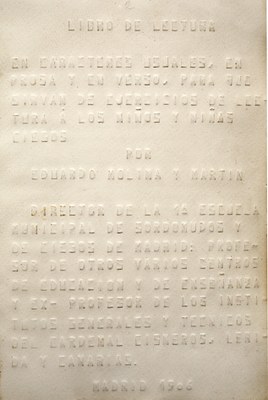 LIBRO DE LECTURA
EN CARACTERES USUALES, EN
PROSA Y EN VERSO, PARA QUE
SIRVAN DE EJERCICIOS DE LEC-
TURA A LOS NIÑOS Y NIÑAS
CIEGOS
POR
EDUARDO MOLINA Y MARTIN
DIRECTOR DE LA 1ª ESCUELA
MUNICIPAL DE SORDOMUDOS Y
DE CIEGOS DE MADRID; PROFE-
SOR DE OTROS VARIOS CENTROS
DE EDUCACION Y DE ENSEÑANZA
Y EX- PROFESOR DE LOS INSTI-
TUTOS GENERALES Y TECNICOS
DEL CARDENAL CISNEROS,
Y CANARIAS.
MADRID